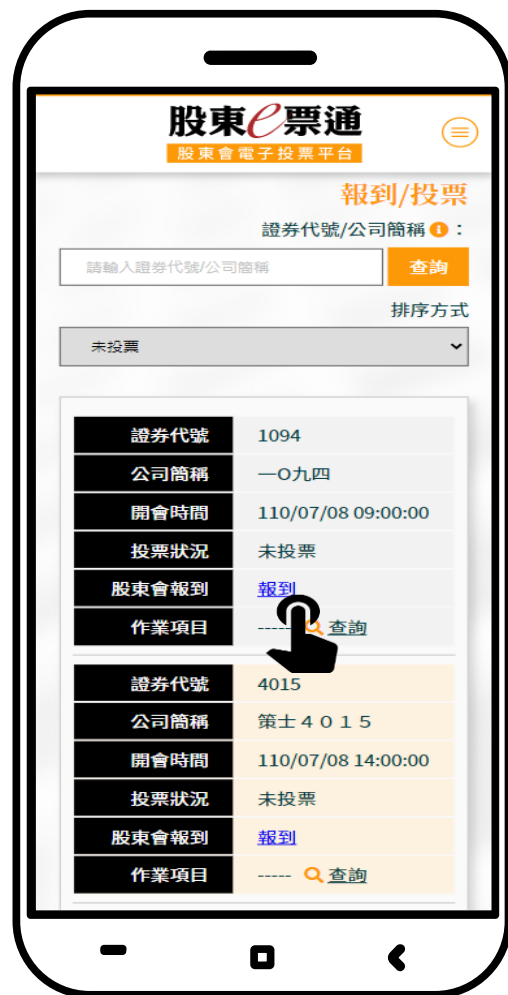 股東e票通
股東會電子投票平台
報到/投票
證券代號/公司簡稱 ：
請輸入證券代號/公司簡稱 查詢
排序方式
未投票
證券代號 1094
公司簡稱 一O九四
開會時間 110/07/08 09:00:00
投票狀況 未投票
股東會報到 報到
作業項目 ----- 查詢
證券代號 4015
公司簡稱 策士４０１５
開會時間 110/07/08 14:00:00
投票狀況 未投票
股東會報到 報到
作業項目 ----- 查詢